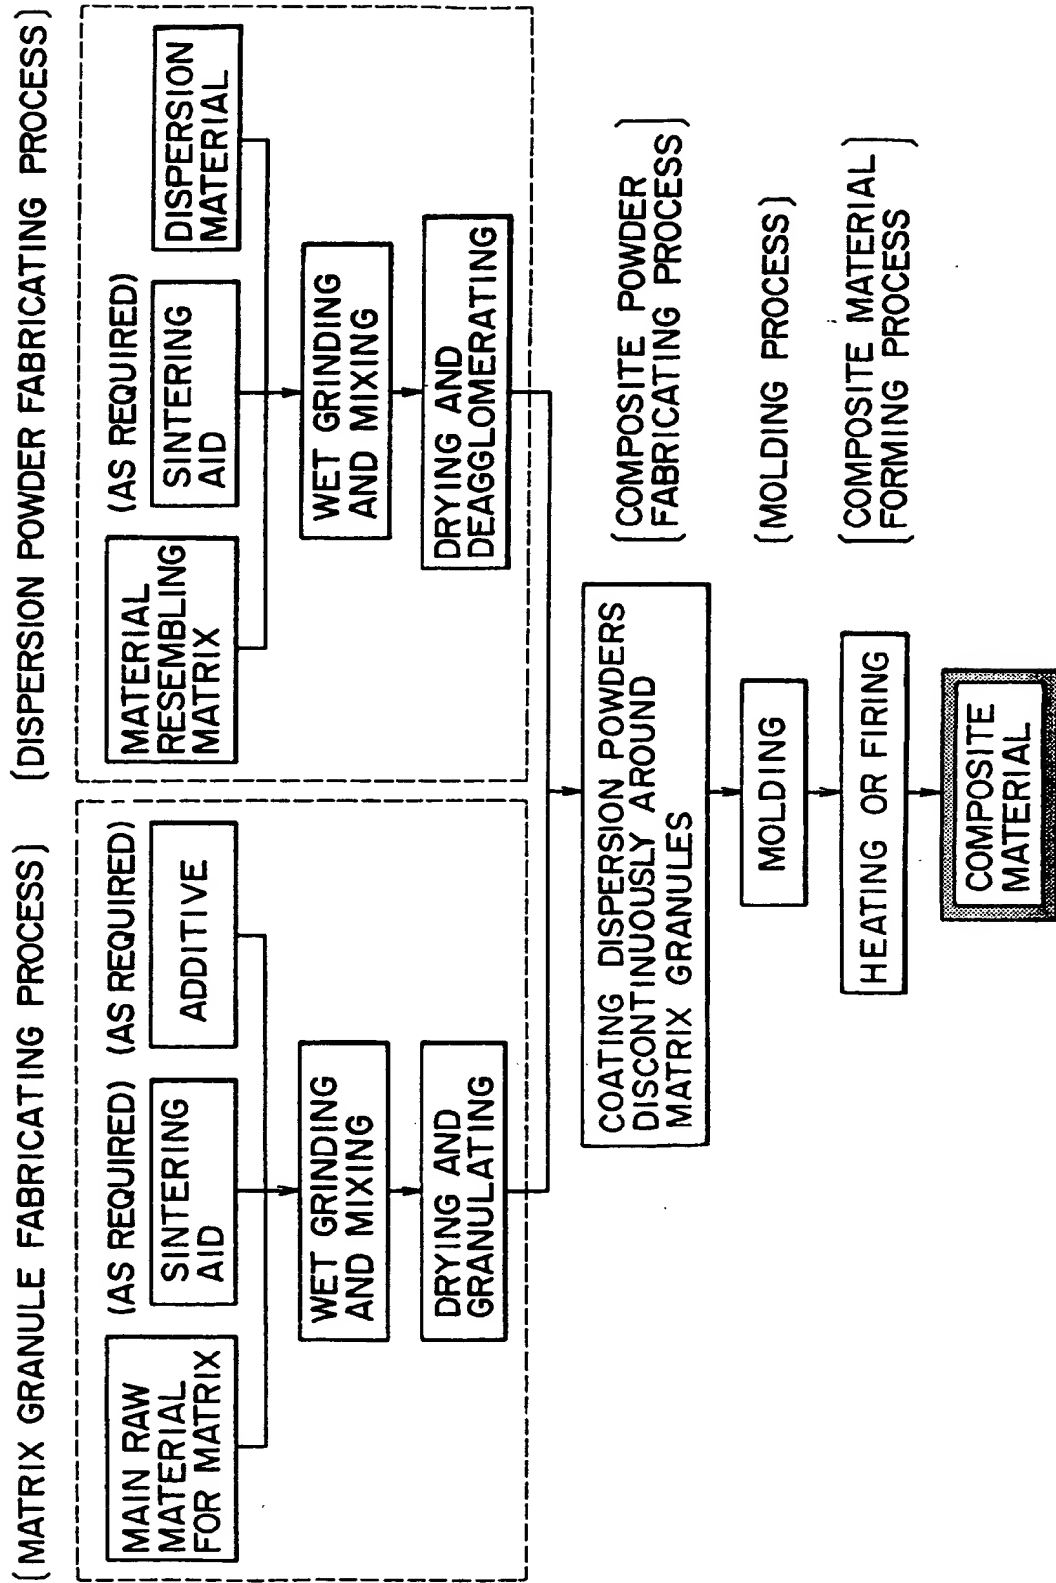 (MATRIX GRANULE FABRICATING PROCESS)
MAIN RAW
MATERIAL
FOR MATRIX
(AS REQUIRED)
SINTERING
AID
(AS REQUIRED)
ADDITIVE
WET GRINDING
AND MIXING
DRYING AND
GRANULATING
(DISPERSION POWDER FABRICATING PROCESS)
MATERIAL
RESEMBLING
MATRIX
(AS REQUIRED)
SINTERING
AID
DISPERSION
MATERIAL
WET GRINDING
AND MIXING
DRYING AND
DEAGGLOMERATING
COATING DISPERSION POWDERS
DISCONTINUOUSLY AROUND
MATRIX GRANULES
(COMPOSITE POWDER
FABRICATING PROCESS)
MOLDING
(MOLDING PROCESS)
HEATING OR FIRING
(COMPOSITE MATERIAL
FORMING PROCESS)
COMPOSITE
MATERIAL